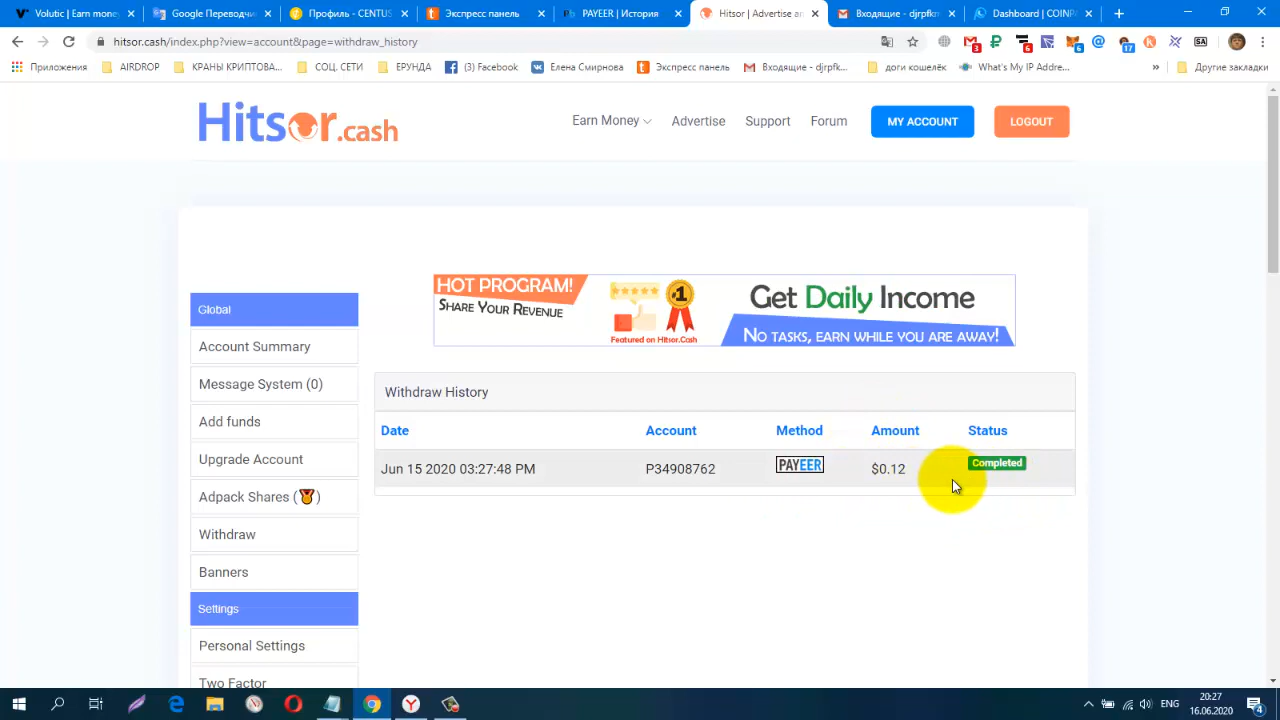 Volutic | Earn money
Google Переводчи
Профиль - CENTUS
Экспресс панель
PAYEER | История
Hitsor | Advertise an
Входящие - djrpfkm
Dashboard | COINPA
hitsor.cash/index.php?view=account&page=withdraw_history
Приложения
AIRDROP
КРАНЫ КРИПТОВА...
СОЦ. СЕТИ
ЕРУНДА
(3) Facebook
Елена Смирнова
Экспресс панель
Входящие - djrpfk...
доги кошелёк
What's My IP Addre...
»
Другие закладки
Hitsor.cash
Earn Money
Advertise
Support
Forum
MY ACCOUNT
LOGOUT
HOT PROGRAM!
SHARE YOUR REVENUE
#1
Featured on Hitsor.Cash
Get Daily Income
NO TASKS, EARN WHILE YOU ARE AWAY!
Global
Account Summary
Message System (0)
Add funds
Upgrade Account
Adpack Shares ( )
Withdraw
Banners
Settings
Personal Settings
Two Factor
Withdraw History
Date Account Method Amount Status
Jun 15 2020 03:27:48 PM P34908762 PAYEER $0.12 Completed
ENG
20:27
16.06.2020